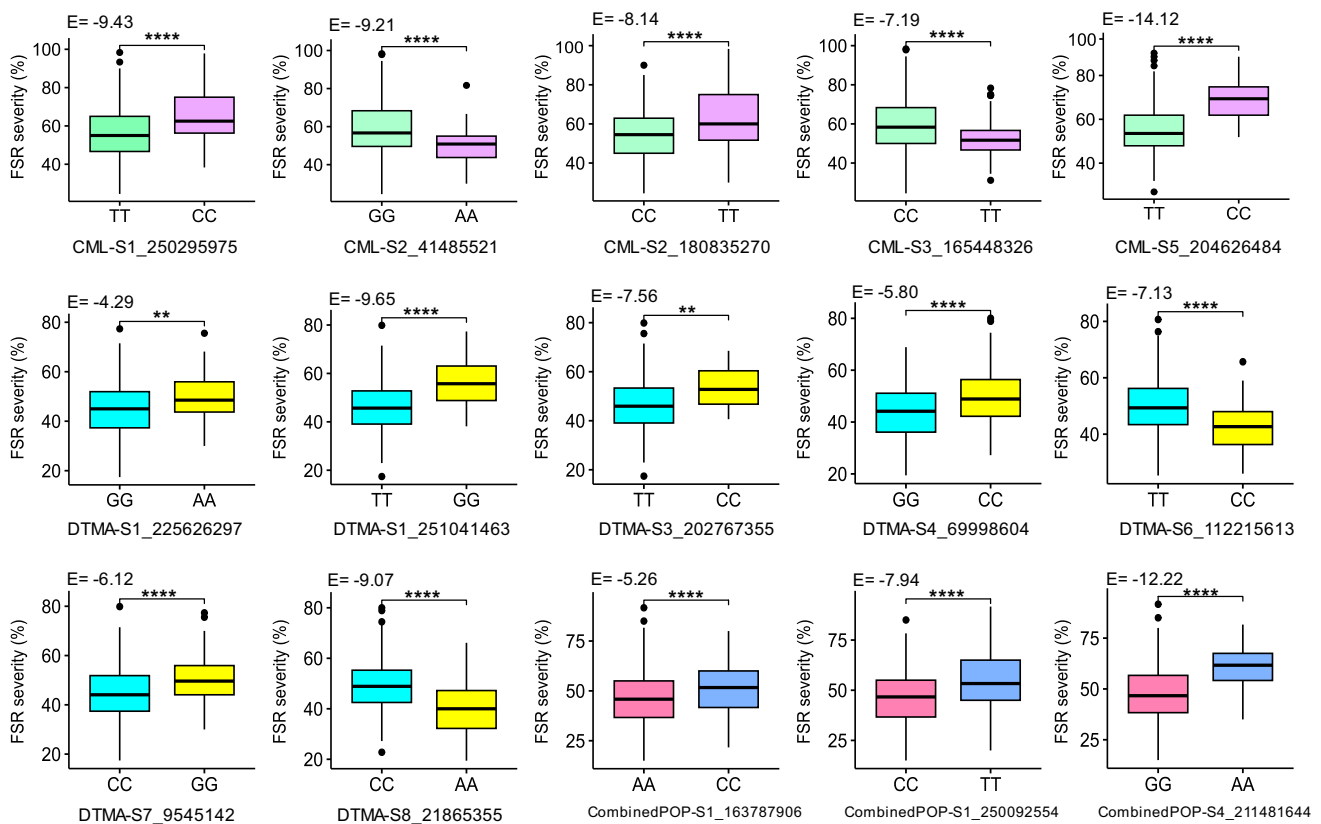 E= -9.43
****
FSR severity (%)
100
80
60
40
TT CC
CML-S1_250295975
E= -9.21
****
FSR severity (%)
100
80
60
40
GG AA
CML-S2_41485521
E= -8.14
****
FSR severity (%)
100
80
60
40
CC TT
CML-S2_180835270
E= -7.19
****
FSR severity (%)
100
80
60
40
CC TT
CML-S3_165448326
E= -14.12
****
FSR severity (%)
100
80
60
40
TT CC
CML-S5_204626484
E= -4.29
**
FSR severity (%)
80
60
40
20
GG AA
DTMA-S1_225626297
E= -9.65
****
FSR severity (%)
80
60
40
20
TT GG
DTMA-S1_251041463
E= -7.56
**
FSR severity (%)
80
60
40
20
TT CC
DTMA-S3_202767355
E= -5.80
****
FSR severity (%)
80
60
40
20
GG CC
DTMA-S4_69998604
E= -7.13
****
FSR severity (%)
80
60
40
TT CC
DTMA-S6_112215613
E= -6.12
****
FSR severity (%)
80
60
40
20
CC GG
DTMA-S7_9545142
E= -9.07
****
FSR severity (%)
80
60
40
20
CC AA
DTMA-S8_21865355
E= -5.26
****
FSR severity (%)
75
50
25
AA CC
CombinedPOP-S1_163787906
E= -7.94
****
FSR severity (%)
75
50
25
CC TT
CombinedPOP-S1_250092554
E= -12.22
****
FSR severity (%)
75
50
25
GG AA
CombinedPOP-S4_211481644